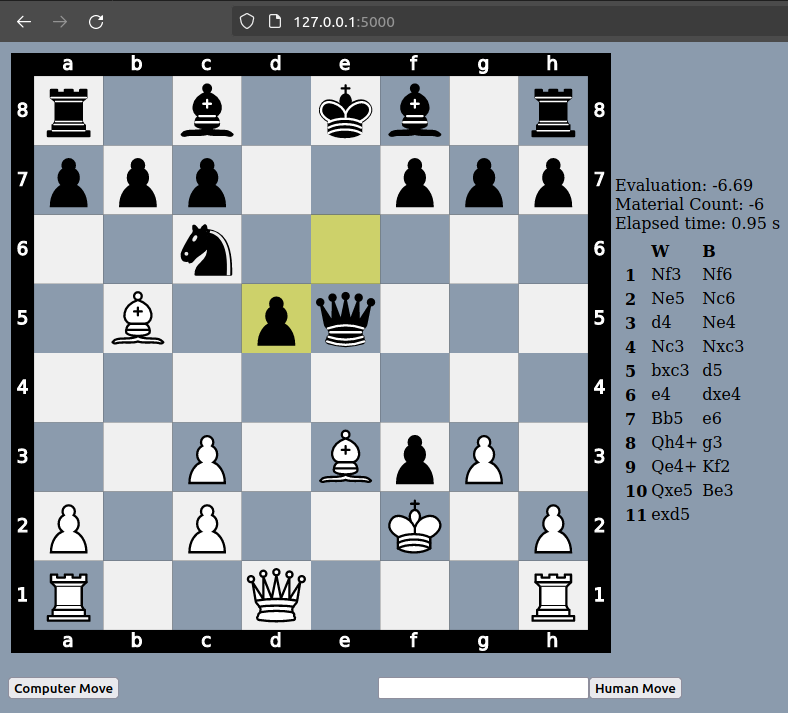 127.0.0.1:5000
a b c d e f g h
8 8
7 7
6 6
5 5
4 4
3 3
2 2
1 1
a b c d e f g h
Evaluation: -6.69
Material Count: -6
Elapsed time: 0.95 s
W B
1 Nf3 Nf6
2 Ne5 Nc6
3 d4 Ne4
4 Nc3 Nxc3
5 bxc3 d5
6 e4 dxe4
7 Bb5 e6
8 Qh4+ g3
9 Qe4+ Kf2
10 Qxe5 Be3
11 exd5
Computer Move Human Move